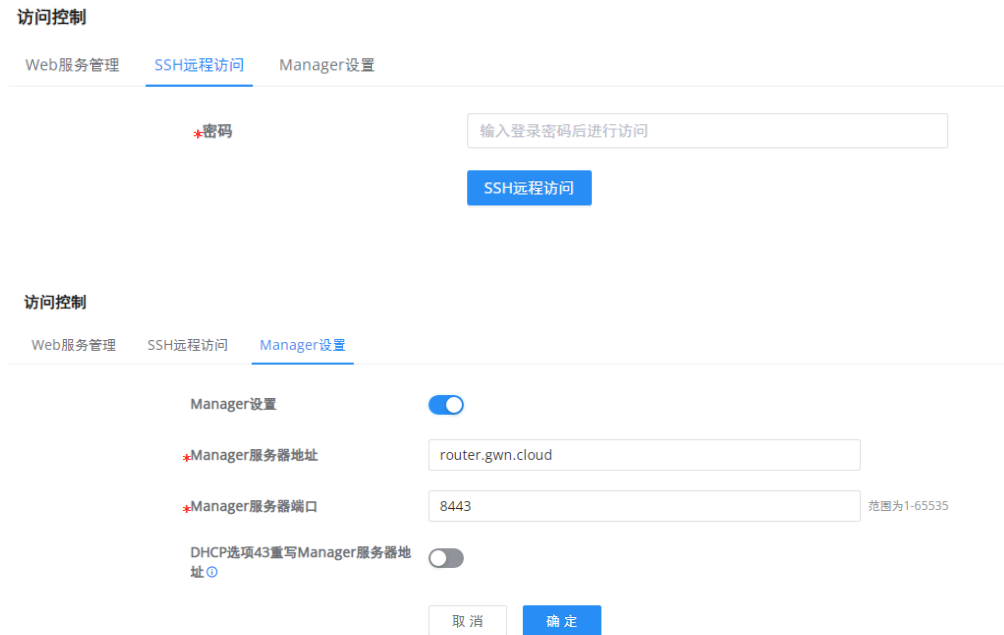 访问控制
Web服务管理 SSH远程访问 Manager设置
*密码 输入登录密码后进行访问
SSH远程访问
访问控制
Web服务管理 SSH远程访问 Manager设置
Manager设置
*Manager服务器地址 router.gwn.cloud
*Manager服务器端口 8443 范围为1-65535
DHCP选项43重写Manager服务器地
址
取消 确定